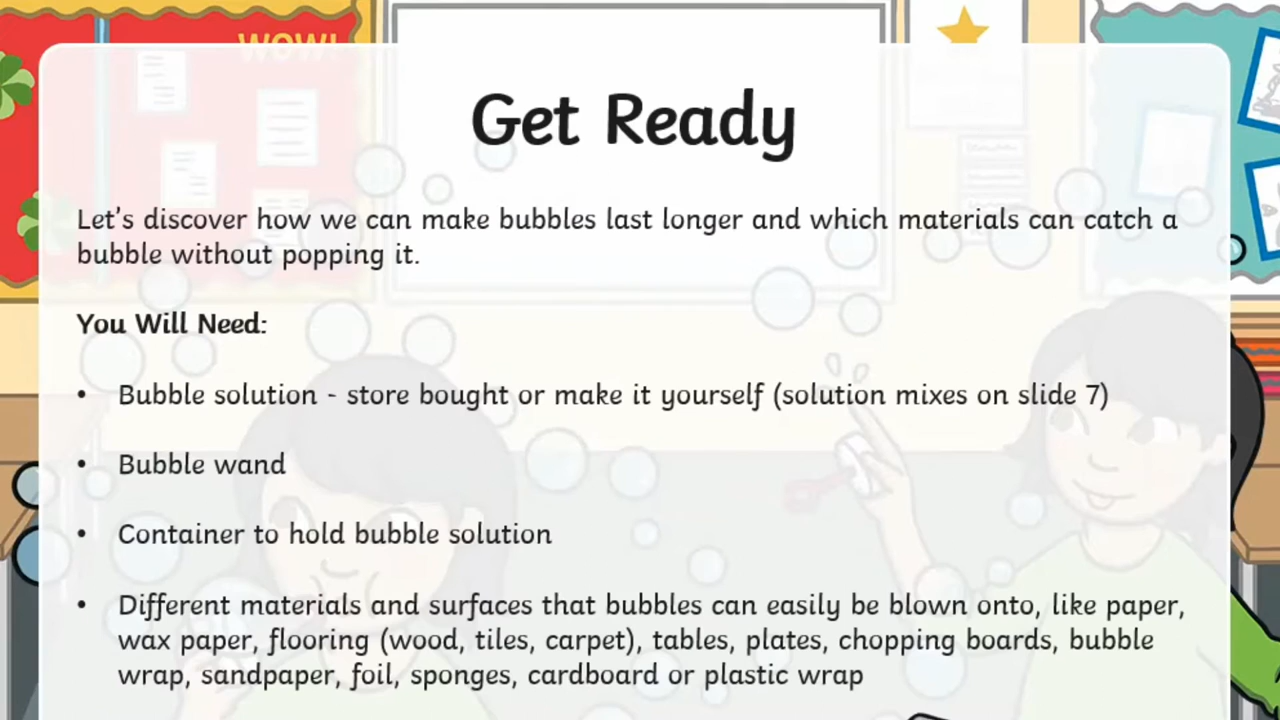 WOW!
Get Ready
Let's discover how we can make bubbles last longer and which materials can catch a
bubble without popping it.
You Will Need:
• Bubble solution - store bought or make it yourself (solution mixes on slide 7)
• Bubble wand
• Container to hold bubble solution
• Different materials and surfaces that bubbles can easily be blown onto, like paper,
wax paper, flooring (wood, tiles, carpet), tables, plates, chopping boards, bubble
wrap, sandpaper, foil, sponges, cardboard or plastic wrap